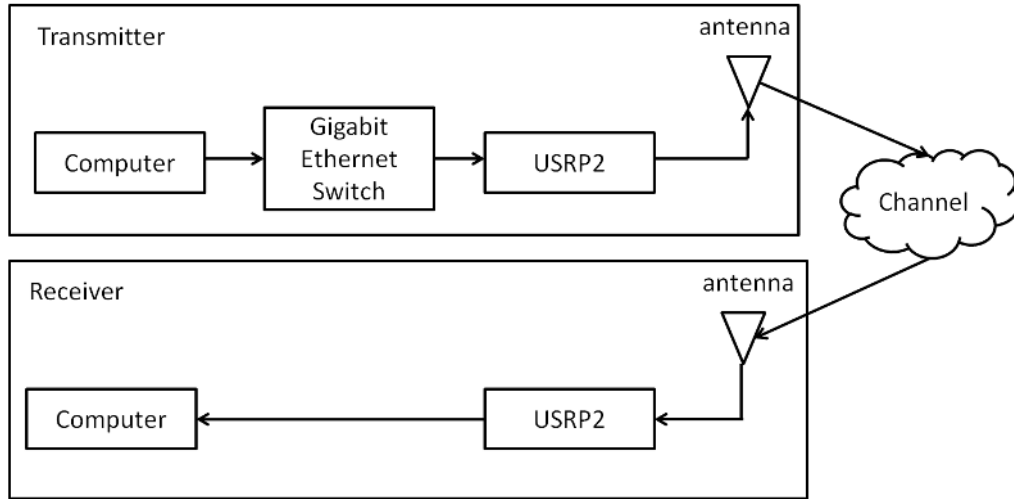 Transmitter
antenna
Computer
Gigabit
Ethernet
Switch
USRP2
Channel
Receiver
antenna
Computer
USRP2